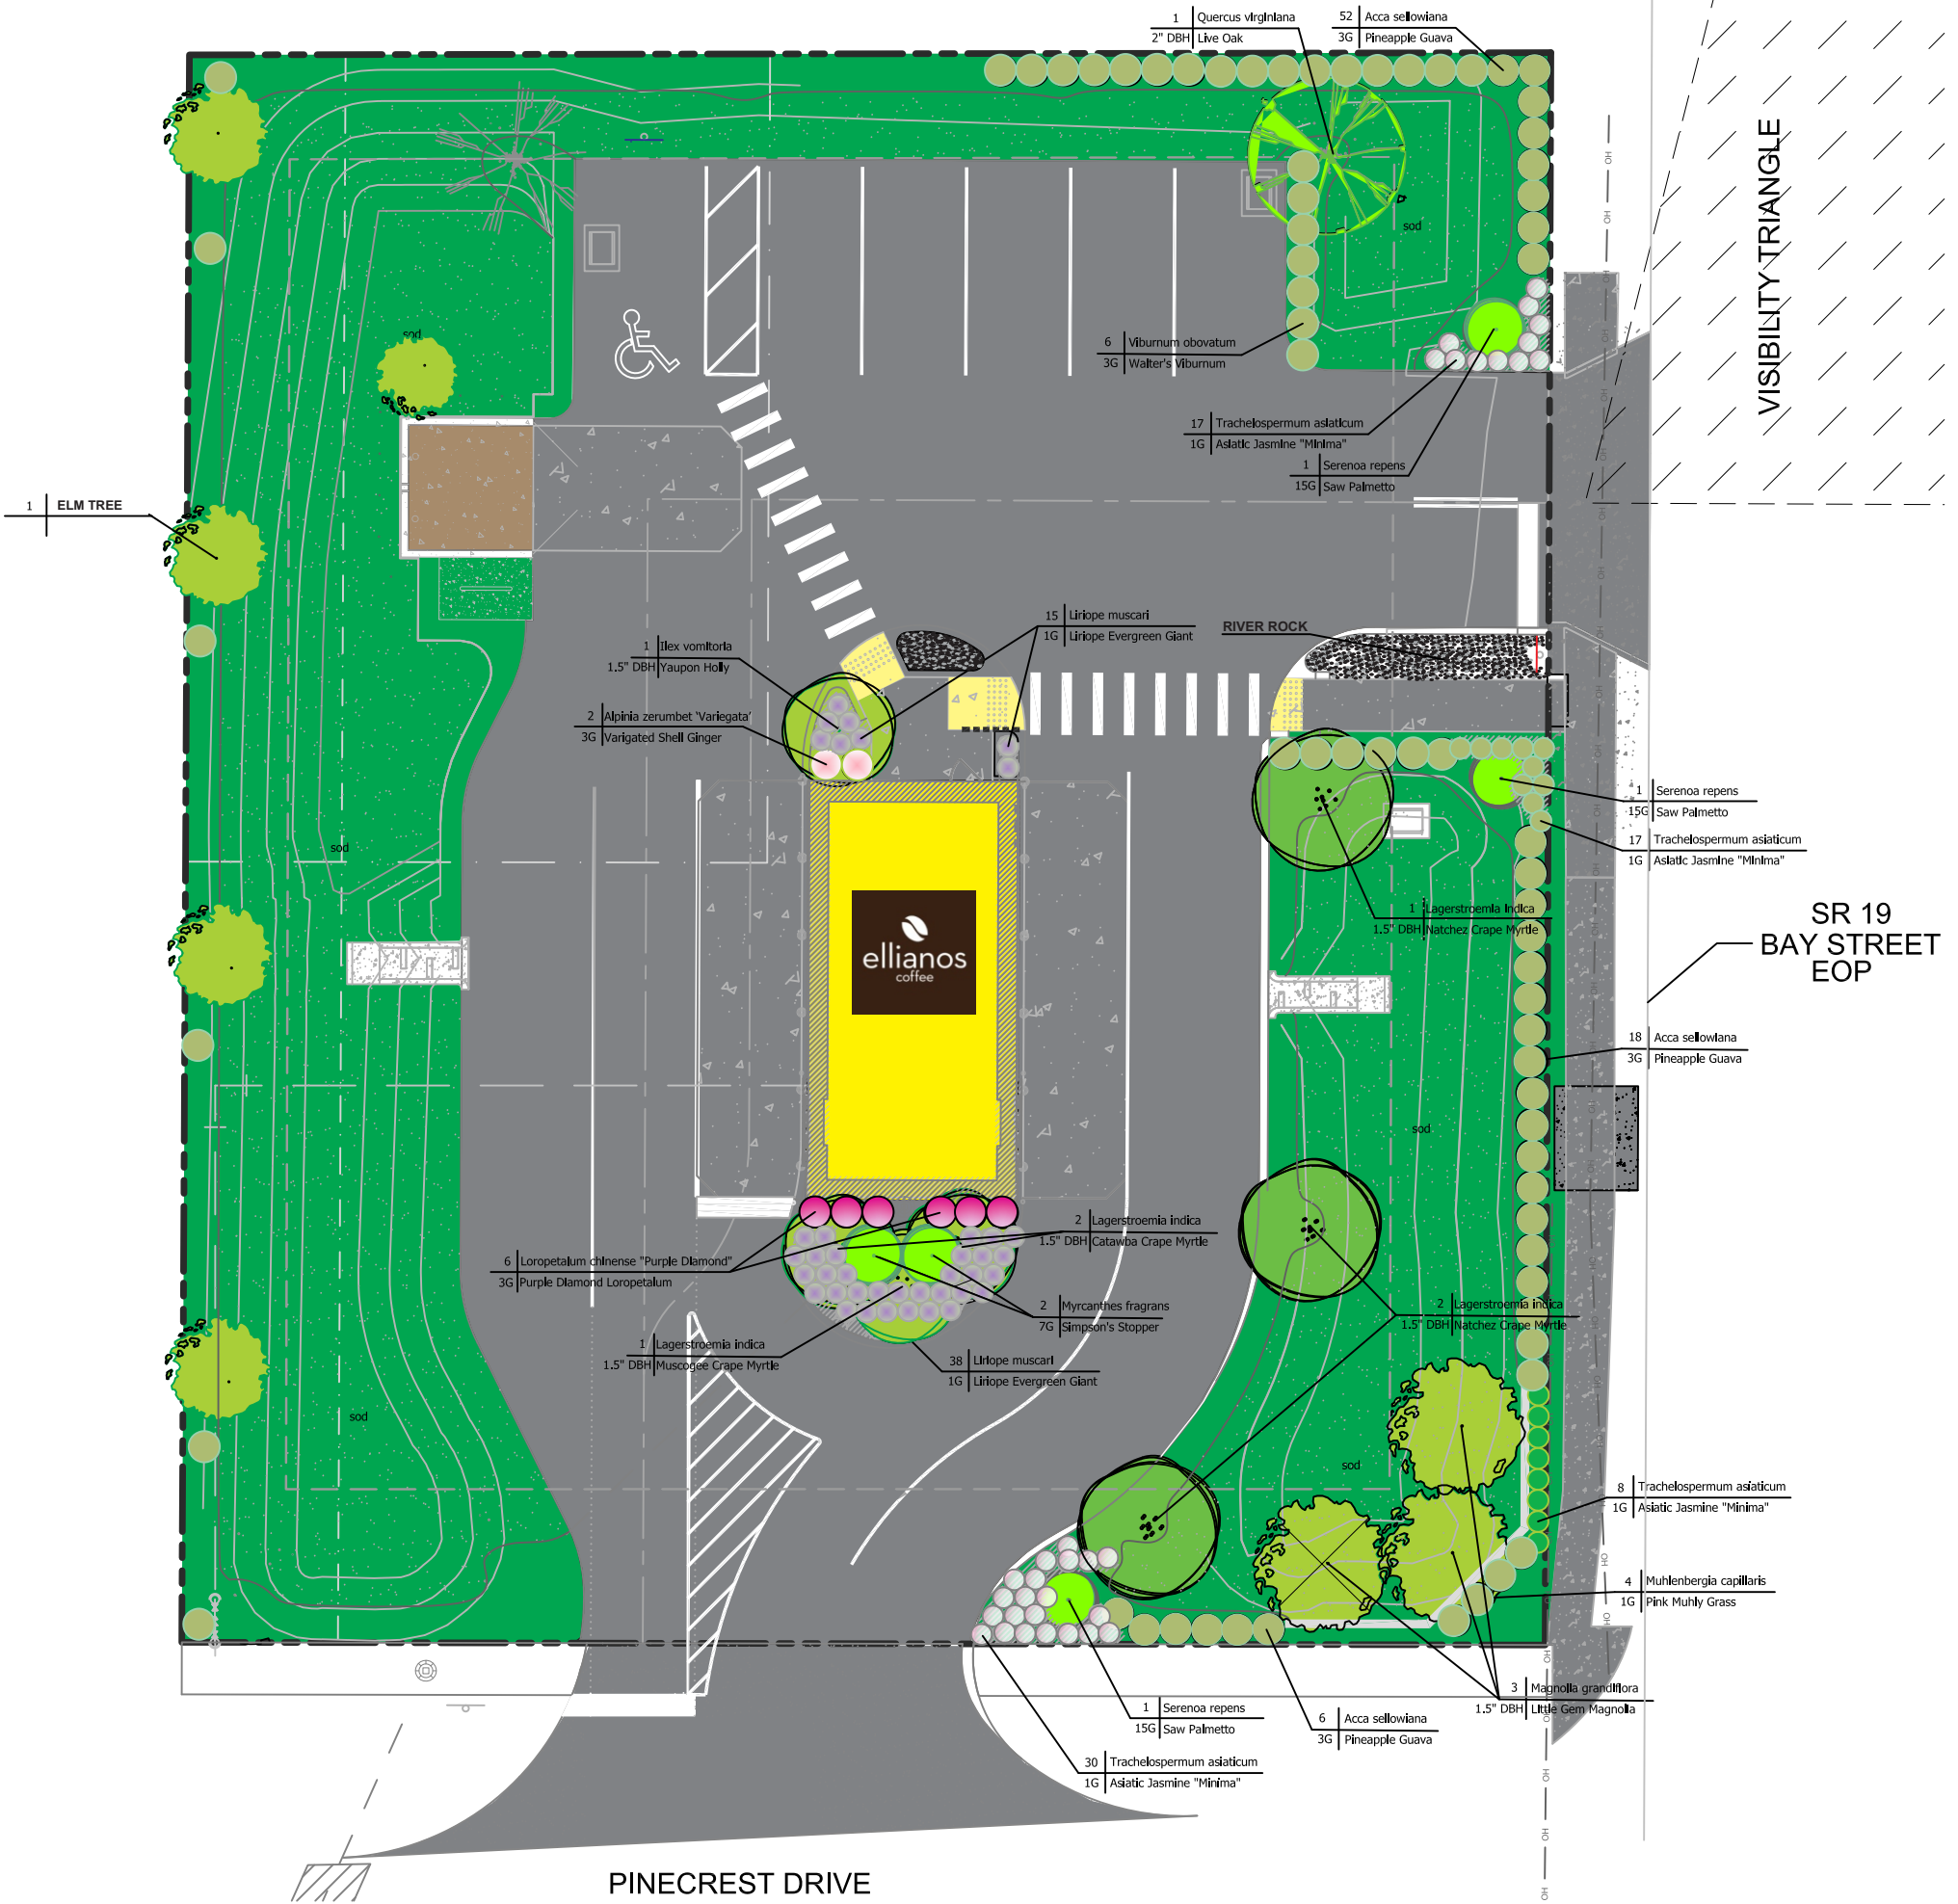 1 Quercus virginiana
2" DBH Live Oak
52 Acca sellowiana
3G Pineapple Guava
VISIBILITY TRIANGLE
OH
OH
sod
sod
6 Viburnum obovatum
3G Walter's Viburnum
17 Trachelospermum asiaticum
1G Asiatic Jasmine "Minima"
1 Serenoa repens
15G Saw Palmetto
1 ELM TREE
15 Liriope muscari
1G Liriope Evergreen Giant
RIVER ROCK
1 Ilex vomitoria
1.5" DBH Yaupon Holly
2 Alpinia zerumbet 'Variegata'
3G Varigated Shell Ginger
1 Serenoa repens
15G Saw Palmetto
17 Trachelospermum asiaticum
1G Asiatic Jasmine "Minima"
sod
1 Lagerstroemia indica
1.5" DBH Natchez Crape Myrtle
ellianos
coffee
SR 19
BAY STREET
EOP
18 Acca sellowiana
3G Pineapple Guava
sod
2 Lagerstroemia indica
1.5" DBH Catawba Crape Myrtle
6 Loropetalum chinense "Purple Diamond"
3G Purple Diamond Loropetalum
2 Myrcanthes fragrans
7G Simpson's Stopper
2 Lagerstroemia indica
1.5" DBH Natchez Crape Myrtle
1 Lagerstroemia indica
1.5" DBH Muscogee Crape Myrtle
38 Liriope muscari
1G Liriope Evergreen Giant
sod
sod
8 Trachelospermum asiaticum
1G Asiatic Jasmine "Minima"
4 Muhlenbergia capillaris
1G Pink Muhly Grass
3 Magnolia grandiflora
1.5" DBH Little Gem Magnolia
1 Serenoa repens
15G Saw Palmetto
6 Acca sellowiana
3G Pineapple Guava
30 Trachelospermum asiaticum
1G Asiatic Jasmine "Minima"
OH
OH
OH
PINECREST DRIVE